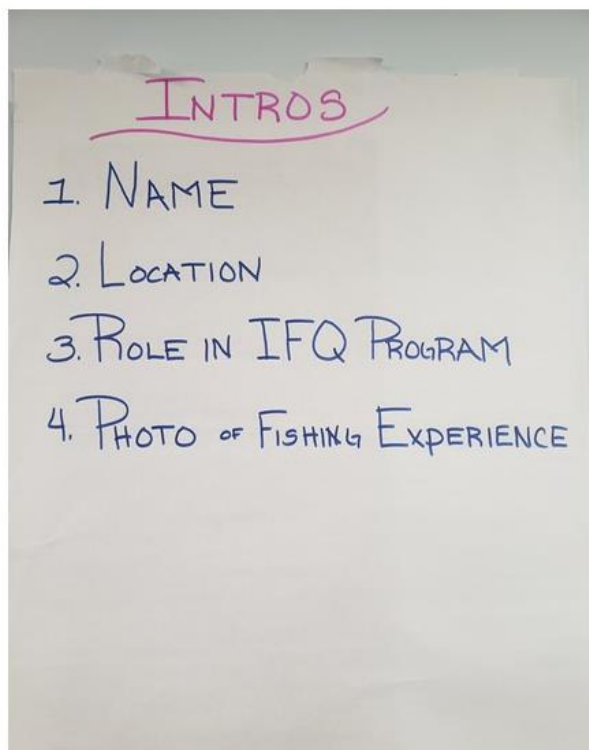 INTROS
1. NAME
2. LOCATION
3. ROLE IN IFQ PROGRAM
4. PHOTO OF FISHING EXPERIENCE